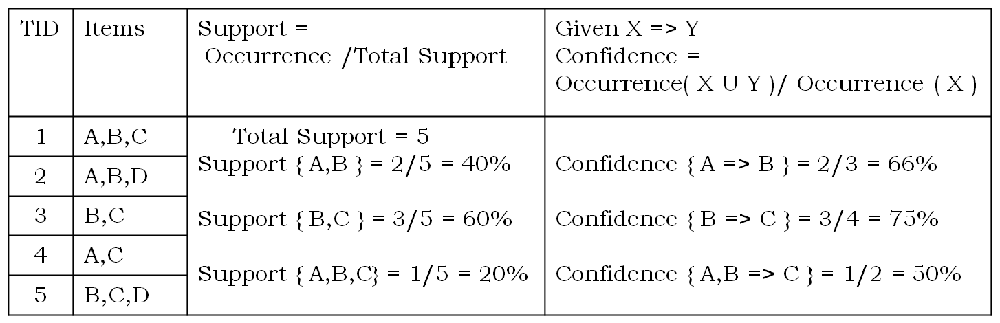 TID Items Support = Given X => Y
Occurrence /Total Support Confidence =
Occurrence( X U Y )/ Occurrence ( X )
1 A,B,C Total Support = 5
Support { A,B } = 2/5 = 40% Confidence { A => B } = 2/3 = 66%
2 A,B,D
3 B,C Support { B,C } = 3/5 = 60% Confidence { B => C } = 3/4 = 75%
4 A,C
Support { A,B,C} = 1/5 = 20% Confidence { A,B => C } = 1/2 = 50%
5 B,C,D